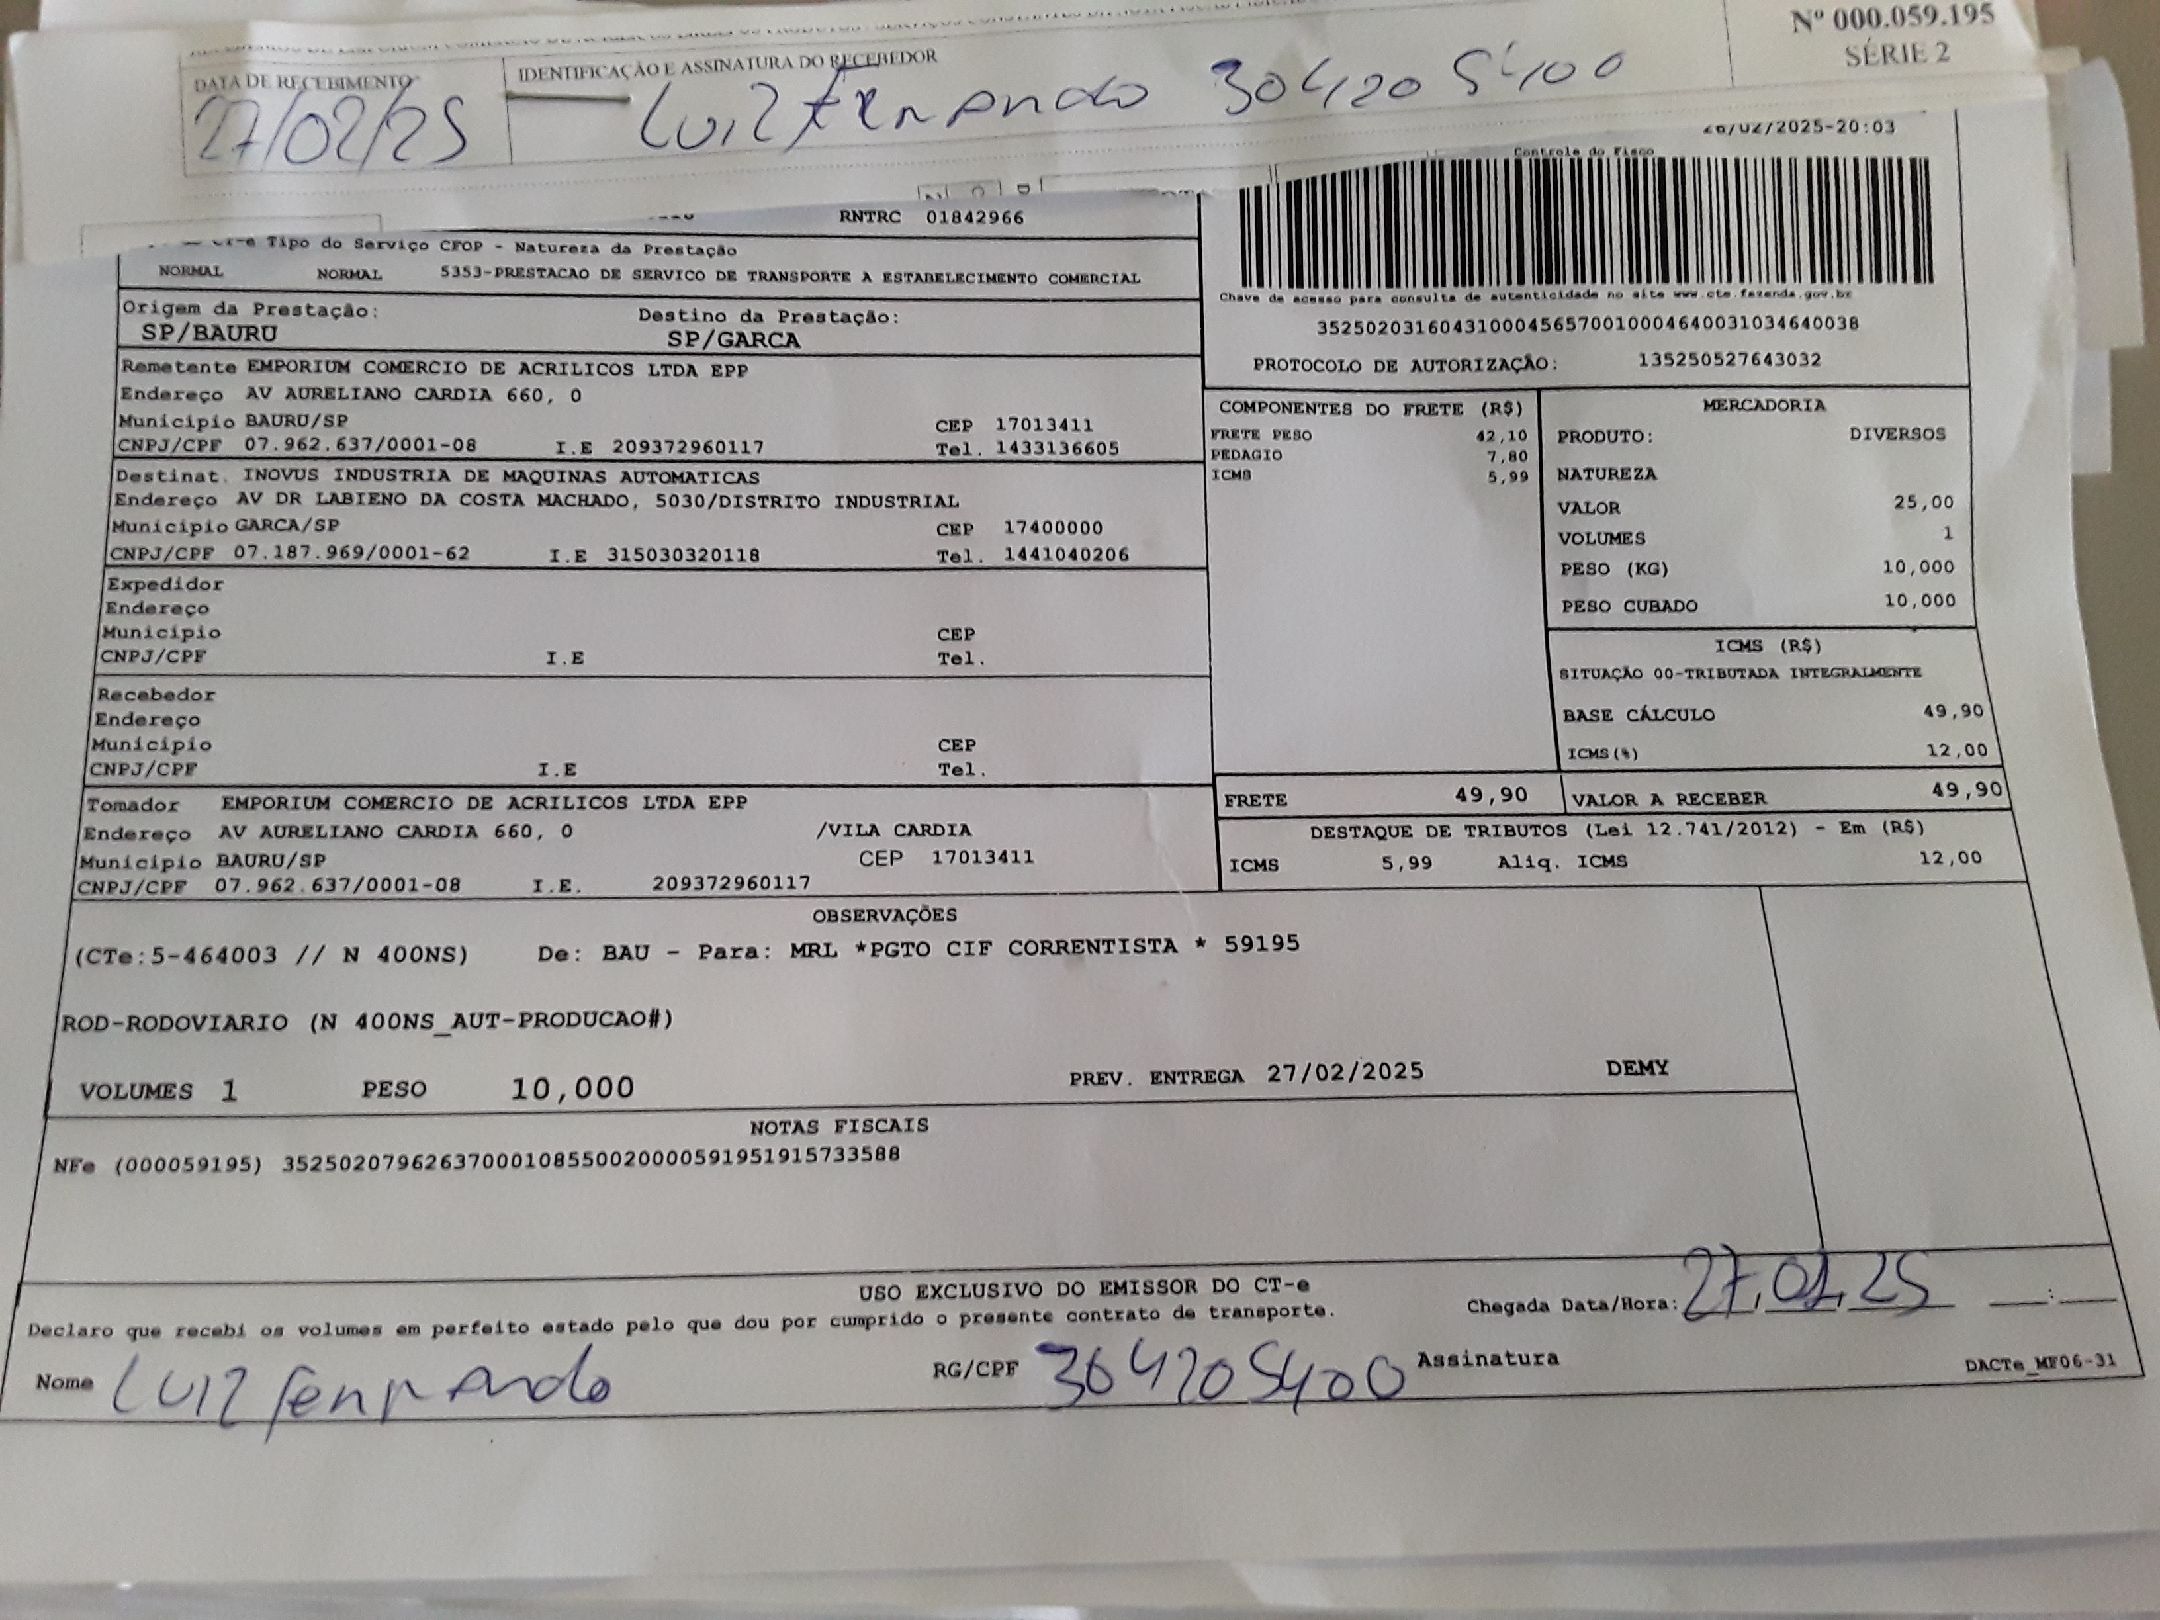 Nº 000.059.195
SÉRIE 2
DATA DE RECEBIMENTO
IDENTIFICAÇÃO E ASSINATURA DO RECEBEDOR
27/02/25
Luiz Fernando 3042054100
26/02/2025-20:03
Controle do Fisco
RNTRC 01842966
CT-e Tipo do Serviço CFOP - Natureza da Prestação
NORMAL NORMAL 5353-PRESTACAO DE SERVICO DE TRANSPORTE A ESTABELECIMENTO COMERCIAL
Chave de acesso para consulta de autenticidade no site www.cte.fazenda.gov.br
35250203160431000456570010004640031034640038
PROTOCOLO DE AUTORIZAÇÃO: 135250527643032
Origem da Prestação: Destino da Prestação:
SP/BAURU SP/GARCA
Remetente EMPORIUM COMERCIO DE ACRILICOS LTDA EPP
Endereço AV AURELIANO CARDIA 660, 0
Municipio BAURU/SP CEP 17013411
CNPJ/CPF 07.962.637/0001-08 I.E 209372960117 Tel. 1433136605
Destinat. INOVUS INDUSTRIA DE MAQUINAS AUTOMATICAS
Endereço AV DR LABIENO DA COSTA MACHADO, 5030/DISTRITO INDUSTRIAL
Municipio GARCA/SP CEP 17400000
CNPJ/CPF 07.187.969/0001-62 I.E 315030320118 Tel. 1441040206
Expedidor
Endereço
Municipio CEP
CNPJ/CPF I.E Tel.
Recebedor
Endereço
Municipio CEP
CNPJ/CPF I.E Tel.
Tomador EMPORIUM COMERCIO DE ACRILICOS LTDA EPP
Endereço AV AURELIANO CARDIA 660, 0 /VILA CARDIA
Municipio BAURU/SP CEP 17013411
CNPJ/CPF 07.962.637/0001-08 I.E. 209372960117
COMPONENTES DO FRETE (R$)
FRETE PESO 42,10
PEDAGIO 7,80
ICMS 5,99
MERCADORIA
PRODUTO: DIVERSOS
NATUREZA
VALOR 25,00
VOLUMES 1
PESO (KG) 10,000
PESO CUBADO 10,000
ICMS (R$)
SITUAÇÃO 00-TRIBUTADA INTEGRALMENTE
BASE CÁLCULO 49,90
ICMS(%) 12,00
FRETE 49,90 VALOR A RECEBER 49,90
DESTAQUE DE TRIBUTOS (Lei 12.741/2012) - Em (R$)
ICMS 5,99 Aliq. ICMS 12,00
OBSERVAÇÕES
(CTe:5-464003 // N 400NS) De: BAU - Para: MRL *PGTO CIF CORRENTISTA * 59195
ROD-RODOVIARIO (N 400NS_AUT-PRODUCAO#)
VOLUMES 1 PESO 10,000 PREV. ENTREGA 27/02/2025 DEMY
NOTAS FISCAIS
NFe (000059195) 35250207962637000108550020000591951915733588
USO EXCLUSIVO DO EMISSOR DO CT-e
Declaro que recebi os volumes em perfeito estado pelo que dou por cumprido o presente contrato de transporte.
Chegada Data/Hora: 27,02,25 __:__
Nome Luiz Fernando RG/CPF 3042054100 Assinatura
DACTe_MF06-31